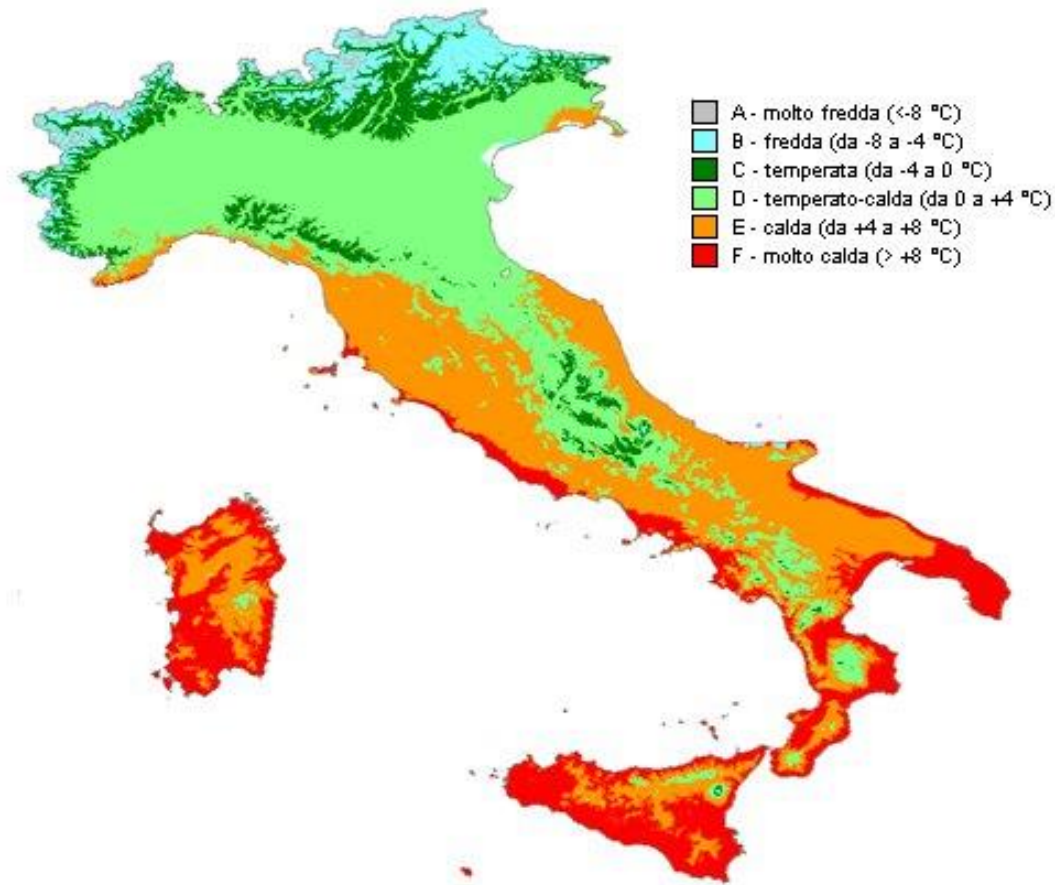 A - molto fredda (<-8 °C)
B - fredda (da -8 a -4 °C)
C - temperata (da -4 a 0 °C)
D - temperato-calda (da 0 a +4 °C)
E - calda (da +4 a +8 °C)
F - molto calda (> +8 °C)